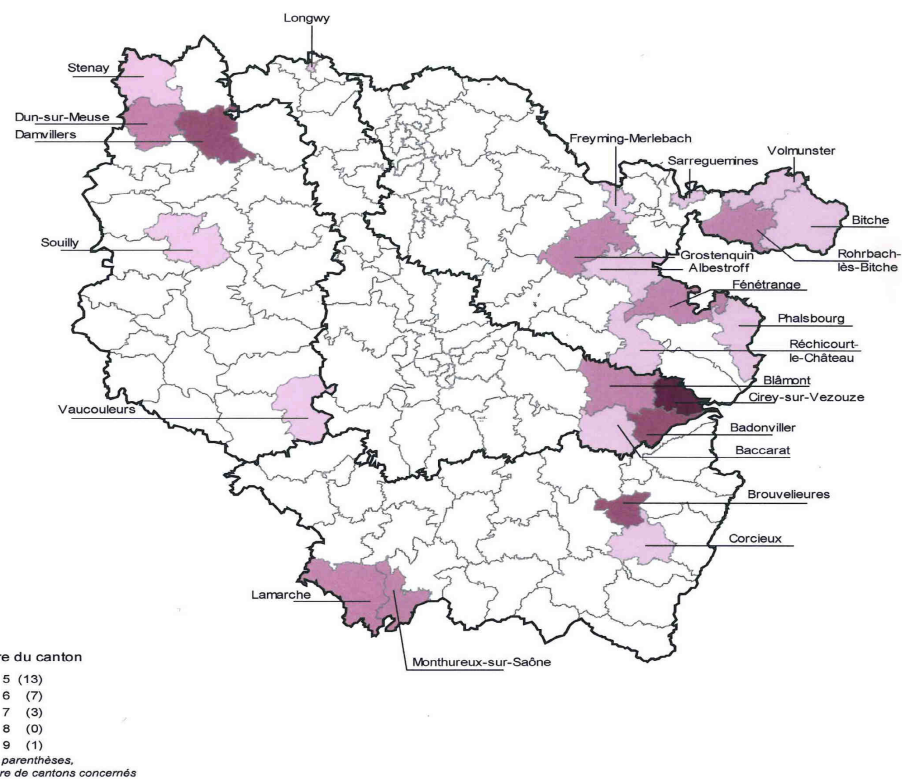 Longwy
Stenay
Dun-sur-Meuse
Damvillers
Freyming-Merlebach
Sarreguemines
Volmunster
Bitche
Souilly
Grostenquin
Albestroff
Rohrbach-
lès-Bitche
Fénétrange
Phalsbourg
Réchicourt-
le-Château
Blâmont
Cirey-sur-Vezouze
Vaucouleurs
Badonviller
Baccarat
Brouvelieures
Corcieux
Lamarche
Monthureux-sur-Saône
re du canton
5 (13)
6 (7)
7 (3)
8 (0)
9 (1)
parenthèses,
re de cantons concernés